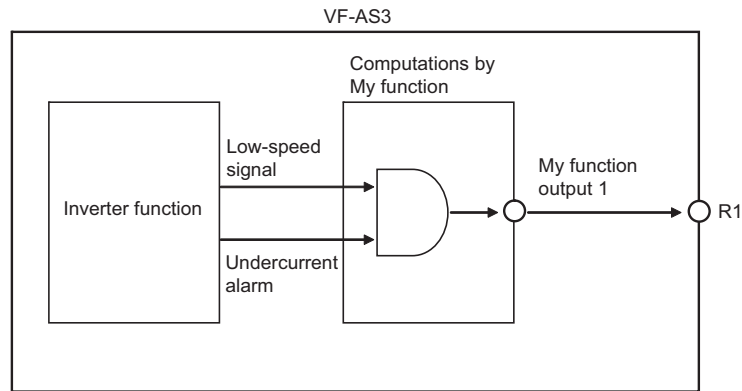 VF-AS3
Computations by
My function
Low-speed
signal
My function
output 1
Inverter function
R1
Undercurrent
alarm